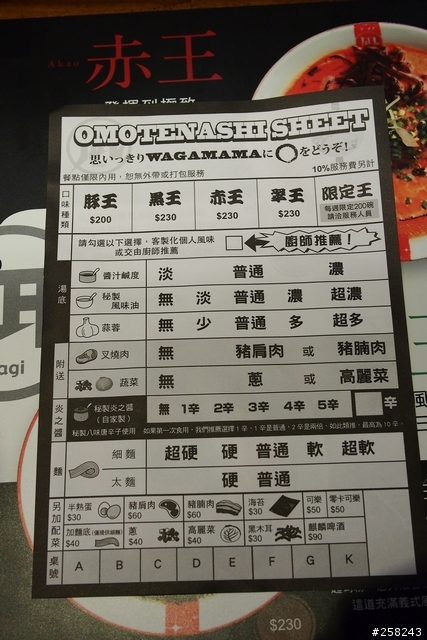 Akao 赤王
OMOTENASHI SHEET
思いっきりWAGAMAMAに○をどうぞ!
餐點僅限內用，恕無外帶或打包服務
10%服務費另計
口味種類
豚王 $200
黑王 $230
赤王 $230
翠王 $230
限定王 每週限定200碗 請洽服務人員
請勾選以下選擇，客製化個人風味
或交由廚師推薦
廚師推薦!
湯底
醬汁鹹度 淡 普通 濃
秘製風味油 無 淡 普通 濃 超濃
蒜蓉 無 少 普通 多 超多
附送
叉燒肉 無 豬肩肉 或 豬腩肉
蔬菜 無 蔥 或 高麗菜
炎之醬
秘製炎之醬（自家製） 無 1辛 2辛 3辛 4辛 5辛 辛
秘製八味唐辛子使用
麵
細麵 超硬 硬 普通 軟 超軟
太麵 硬 普通
另加配菜
半熟蛋 $30
豬肩肉 $60
豬腩肉 $60
海苔 $30
可樂 $50
零卡可樂 $50
加麵底 $40
蔥 $40
高麗菜 $40
黑木耳 $30
麒麟啤酒 $90
桌號 A B C D E F G K
agi
$230
#258243